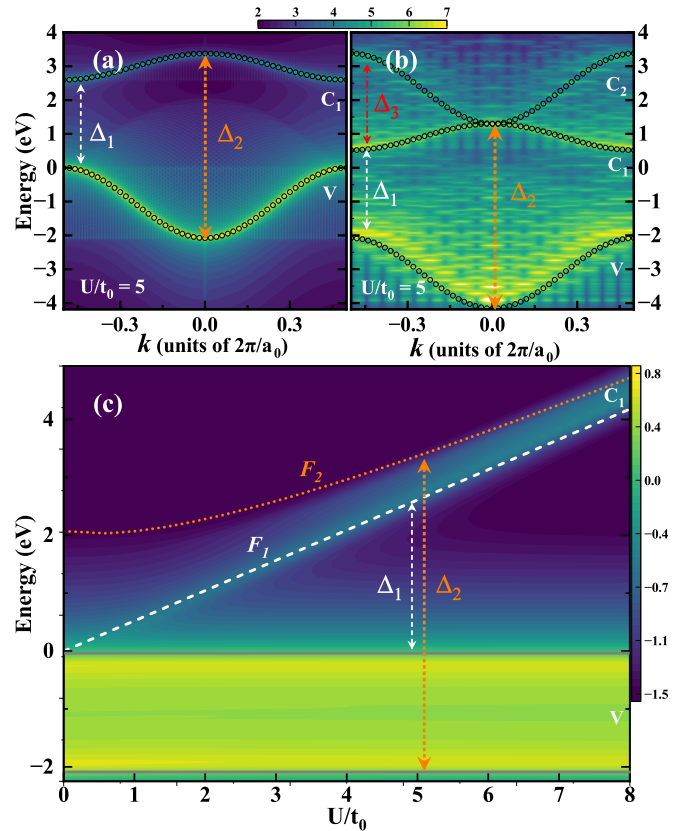 2 3 4 5 6 7
(a) (b)
4 3 2 1 0 −1 −2 −3 −4
4 3 2 1 0 −1 −2 −3 −4
Energy (eV)
C₁
V
Δ₁
Δ₂
U/t₀ = 5
C₂
C₁
V
Δ₃
Δ₁
Δ₂
U/t₀ = 5
−0.3 0.0 0.3
−0.3 0.0 0.3
k (units of 2π/a₀)
k (units of 2π/a₀)
(c)
4
2
0
−2
Energy (eV)
F₂
F₁
C₁
Δ₁ Δ₂
V
0.8
0.4
0.0
−0.4
−0.7
−1.1
−1.5
0 1 2 3 4 5 6 7 8
U/t₀